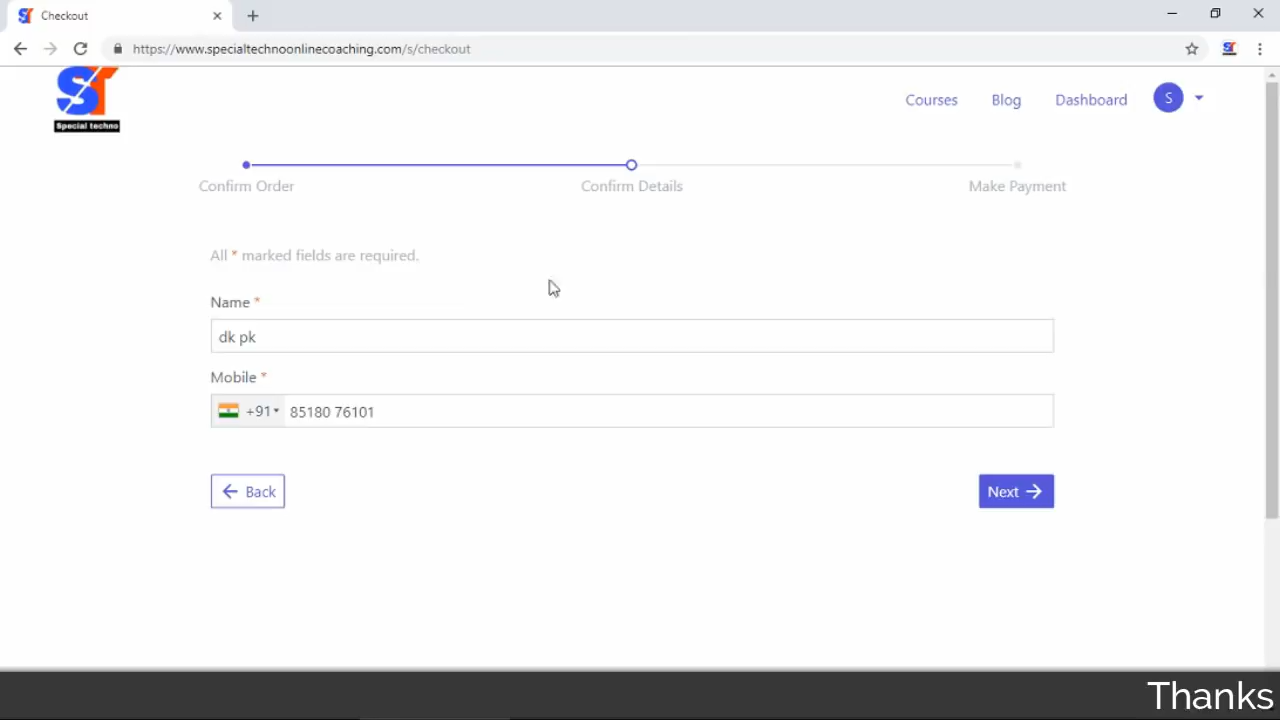 Checkout
https://www.specialtechnoonlinecoaching.com/s/checkout
ST
Special techno
Courses
Blog
Dashboard
S
Confirm Order
Confirm Details
Make Payment
All * marked fields are required.
Name *
dk pk
Mobile *
+91 85180 76101
Back
Next
Thanks